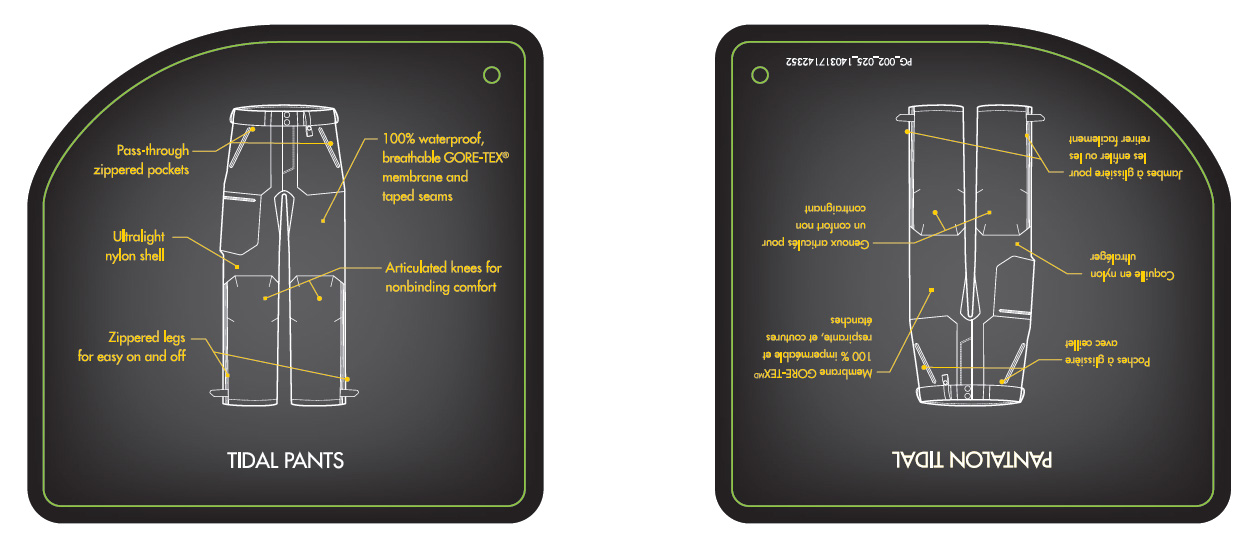 Pass-through
zippered pockets
100% waterproof,
breathable GORE-TEX®
membrane and
taped seams
Ultralight
nylon shell
Articulated knees for
nonbinding comfort
Zippered legs
for easy on and off
TIDAL PANTS
PANTALON TIDAL
Poches à glissière
avec œillet
Membrane GORE-TEXMD
100 % imperméable et
respirante, et coutures
étanches
Coquille en nylon
ultraléger
Genoux articulés pour
un confort non
contraignant
Jambes à glissière pour
les enfiler ou les
retirer facilement
PG_002_025_140317142352